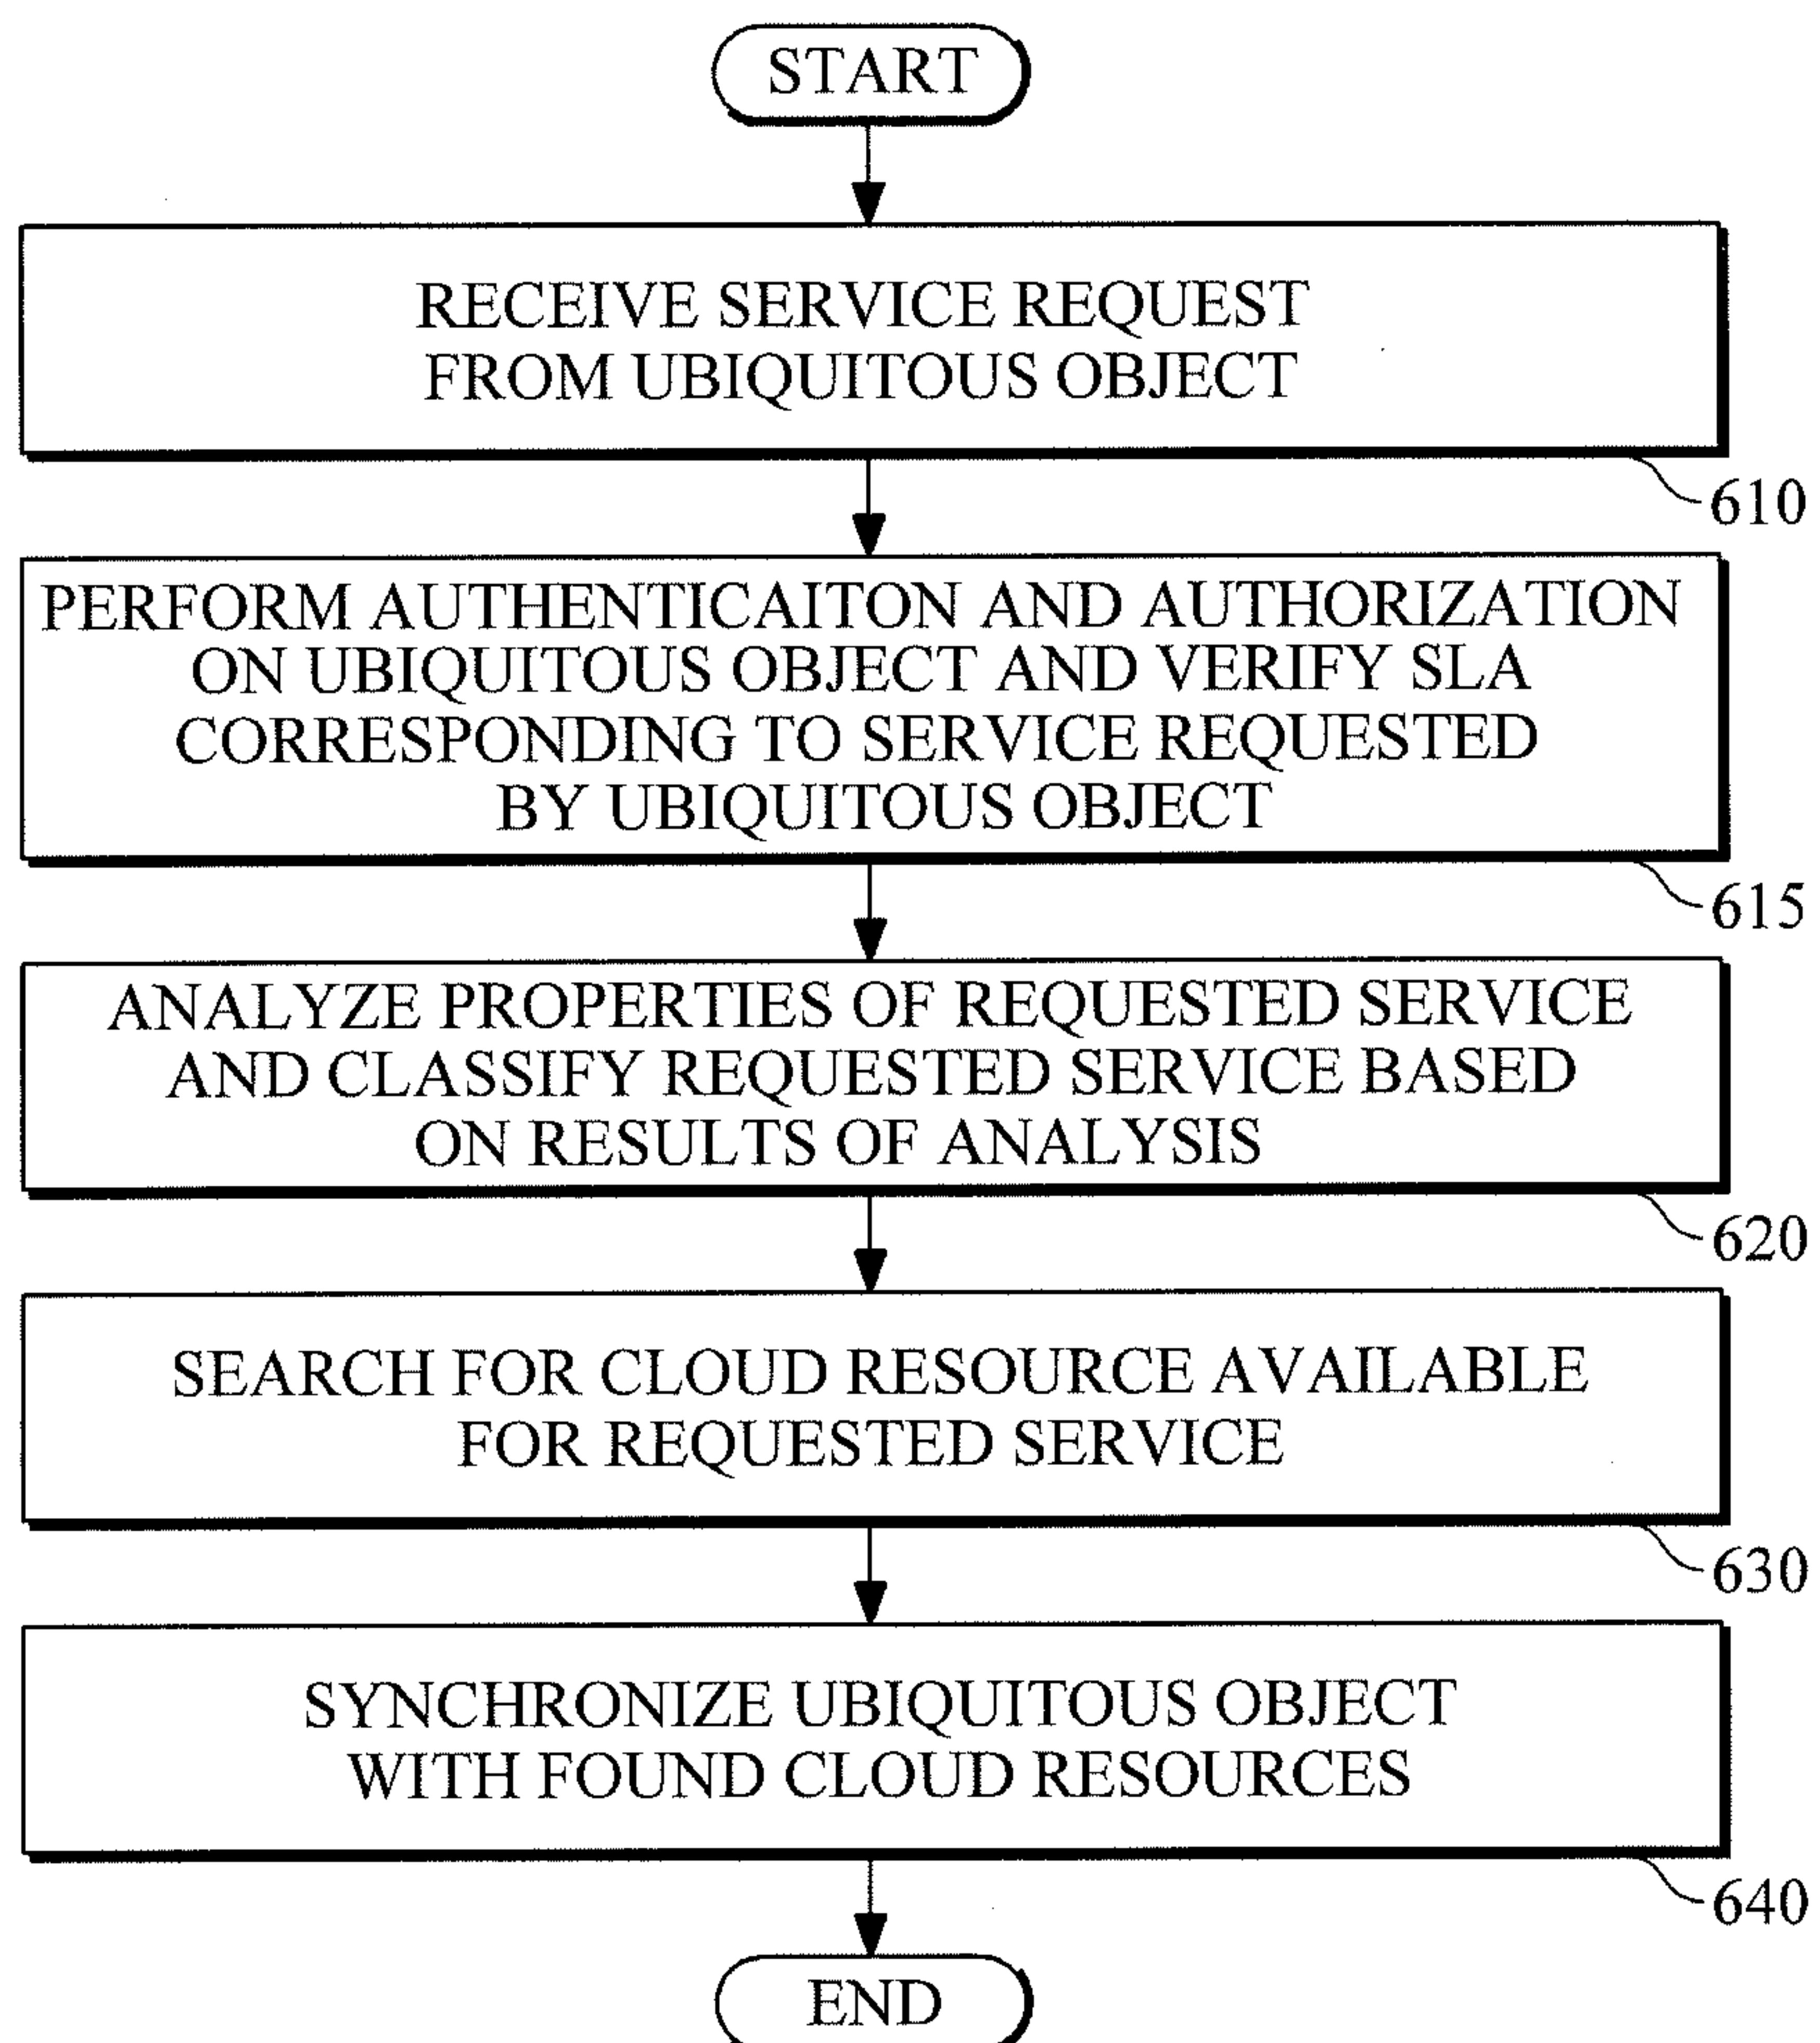 START
RECEIVE SERVICE REQUEST
FROM UBIQUITOUS OBJECT
610
PERFORM AUTHENTICAITON AND AUTHORIZATION
ON UBIQUITOUS OBJECT AND VERIFY SLA
CORRESPONDING TO SERVICE REQUESTED
BY UBIQUITOUS OBJECT
615
ANALYZE PROPERTIES OF REQUESTED SERVICE
AND CLASSIFY REQUESTED SERVICE BASED
ON RESULTS OF ANALYSIS
620
SEARCH FOR CLOUD RESOURCE AVAILABLE
FOR REQUESTED SERVICE
630
SYNCHRONIZE UBIQUITOUS OBJECT
WITH FOUND CLOUD RESOURCES
640
END